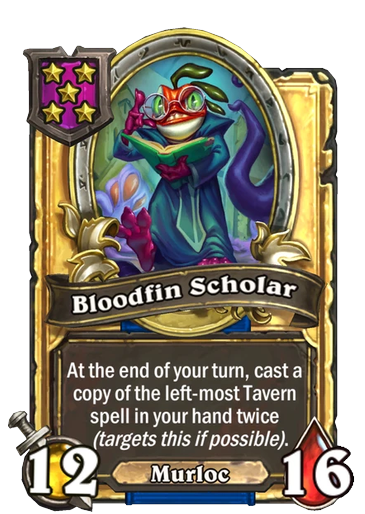 Bloodfin Scholar
At the end of your turn, cast a
copy of the left-most Tavern
spell in your hand twice
(targets this if possible).
12
Murloc
16